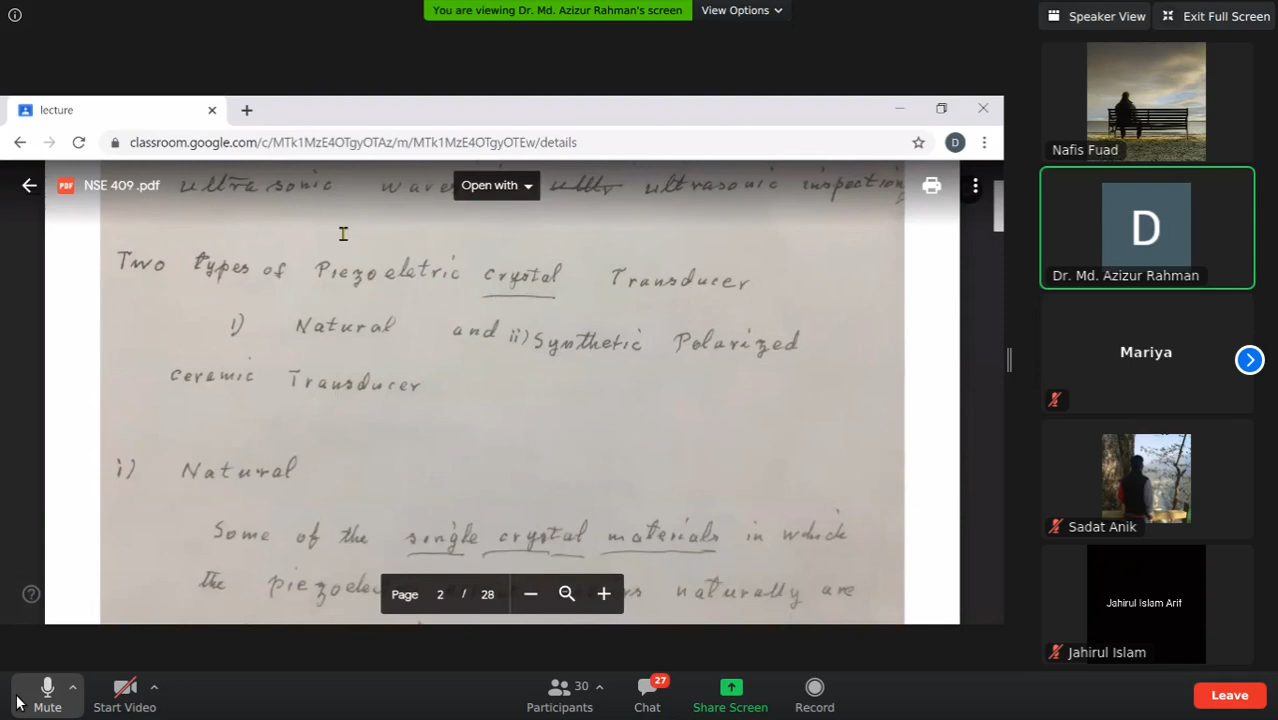 You are viewing Dr. Md. Azizur Rahman's screen
View Options
Speaker View
Exit Full Screen
lecture
classroom.google.com/c/MTk1MzE4OTgyOTAz/m/MTk1MzE4OTgyOTEw/details
D
NSE 409.pdf
Open with
ultra sonic wave ultrasonic inspection
Two types of Piezoeletric crystal Transducer
i) Natural and ii) Synthetic Polarized
ceramic Transducer
i) Natural
Some of the single crystal materials in which
the naturally are
Page 2 / 28
Nafis Fuad
D
Dr. Md. Azizur Rahman
Mariya
Sadat Anik
Jahirul Islam Arif
Jahirul Islam
Mute
Start Video
30
Participants
27
Chat
Share Screen
Record
Leave